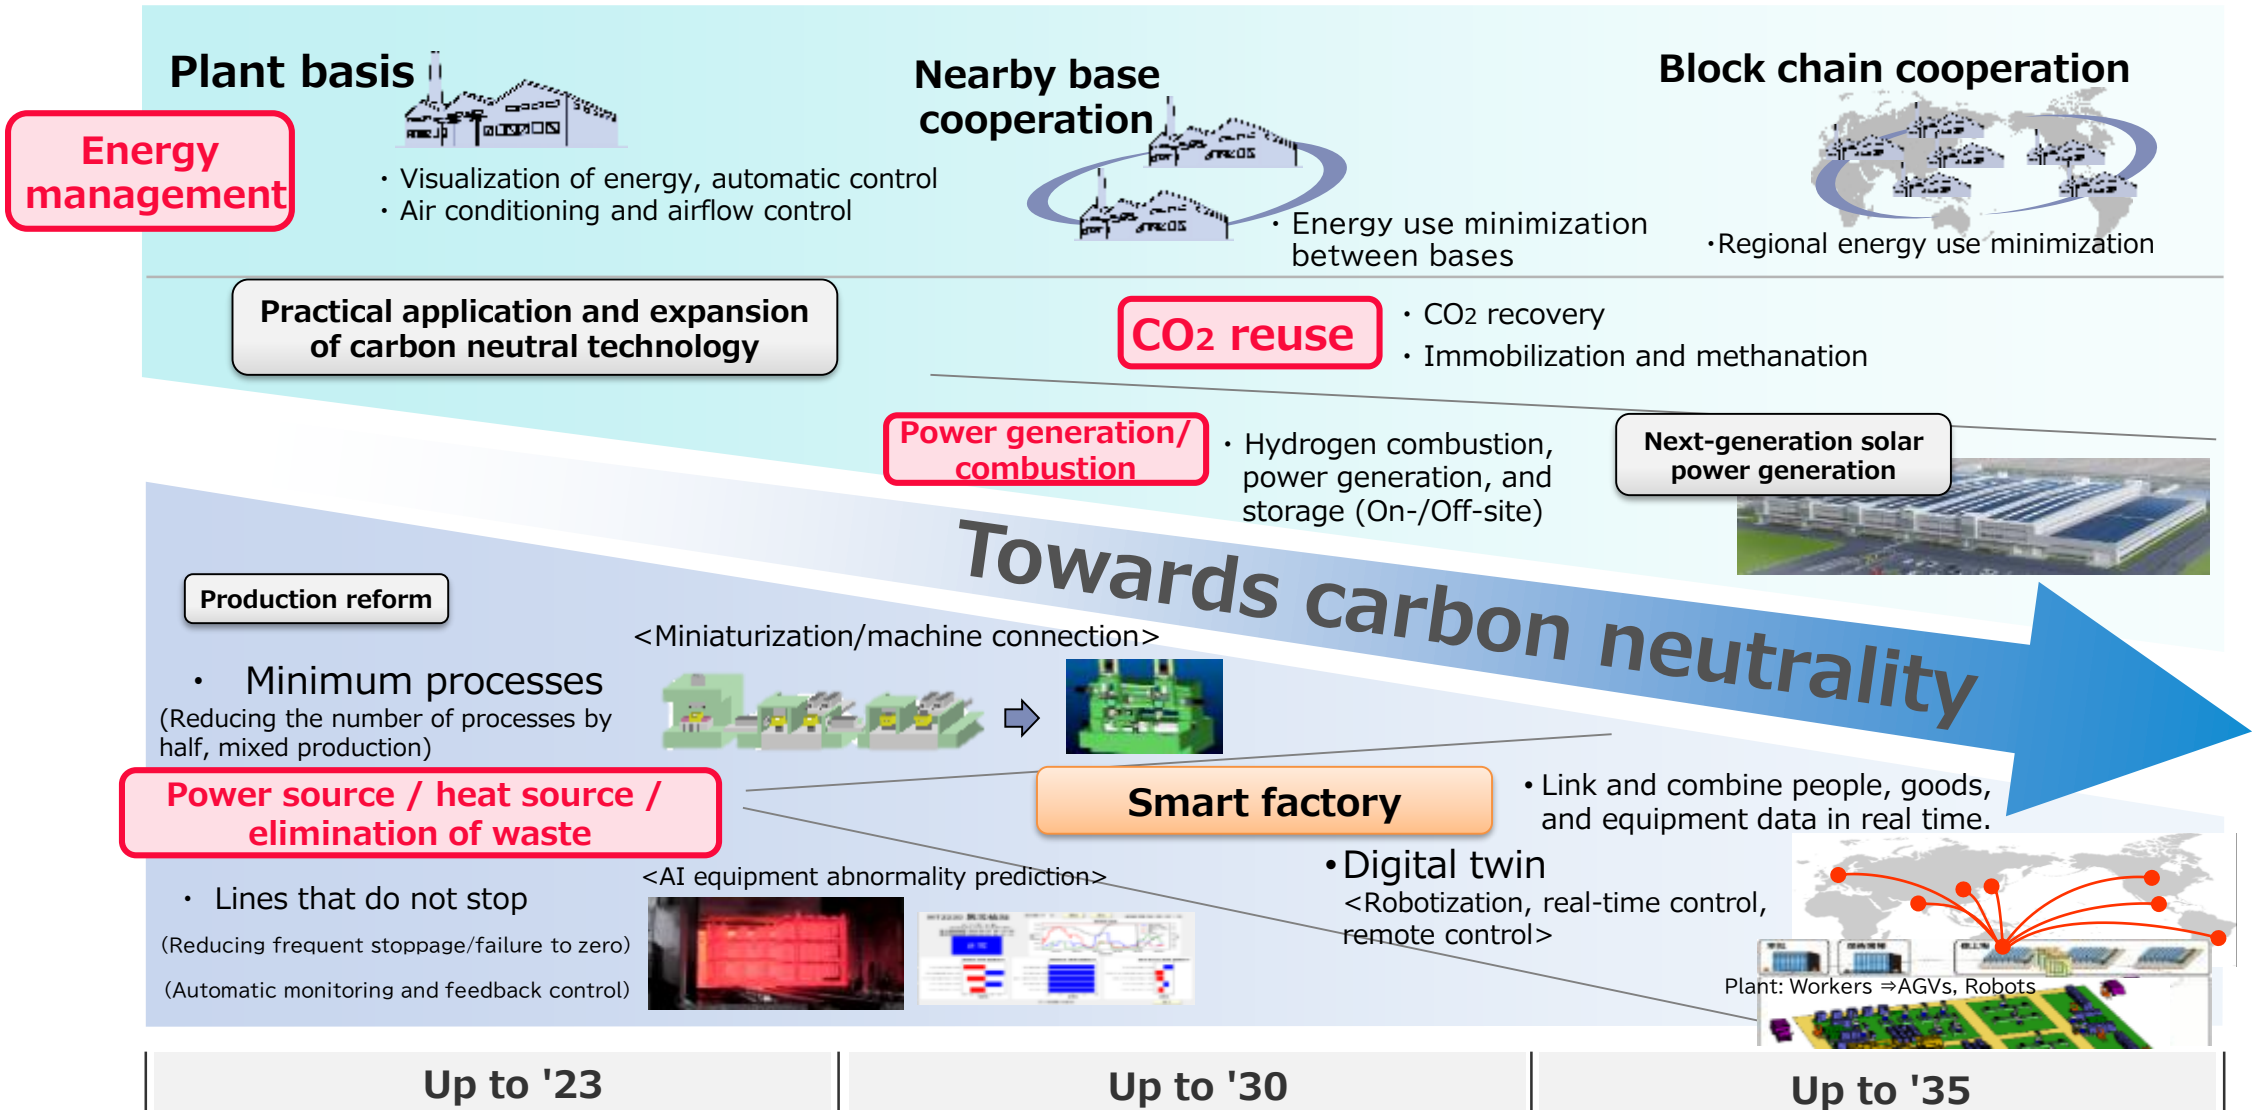 Plant basis
Nearby base
cooperation
Block chain cooperation
Energy
management
・Visualization of energy, automatic control
・Air conditioning and airflow control
・Energy use minimization
between bases
・Regional energy use minimization
Practical application and expansion
of carbon neutral technology
CO2 reuse
・CO2 recovery
・Immobilization and methanation
Power generation/
combustion
・Hydrogen combustion,
power generation, and
storage (On-/Off-site)
Next-generation solar
power generation
Towards carbon neutrality
Production reform
<Miniaturization/machine connection>
・ Minimum processes
(Reducing the number of processes by
half, mixed production)
Power source / heat source /
elimination of waste
Smart factory
•Link and combine people, goods,
and equipment data in real time.
・ Lines that do not stop
(Reducing frequent stoppage/failure to zero)
(Automatic monitoring and feedback control)
<AI equipment abnormality prediction>
•Digital twin
<Robotization, real-time control,
remote control>
Plant: Workers ⇒AGVs, Robots
Up to '23
Up to '30
Up to '35